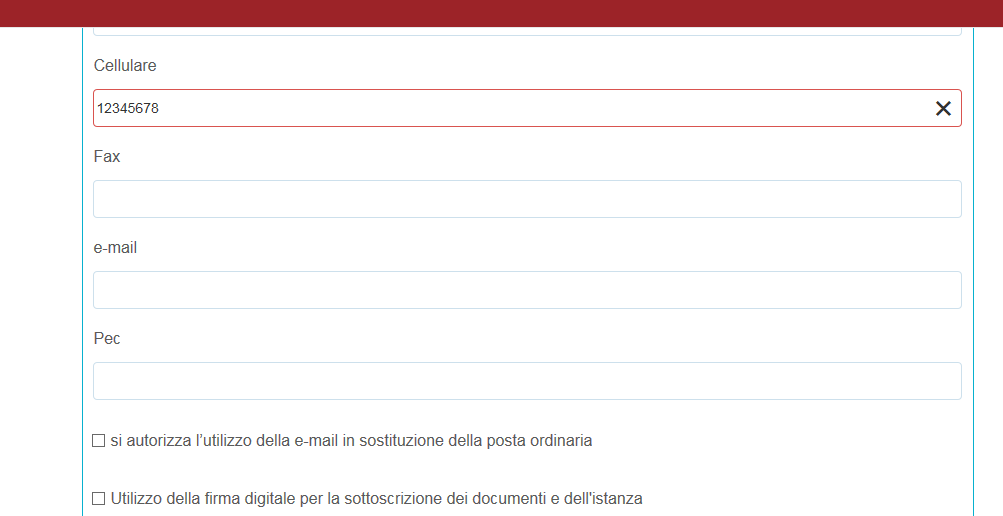 Cellulare
12345678
Fax
e-mail
Pec
si autorizza l’utilizzo della e-mail in sostituzione della posta ordinaria
Utilizzo della firma digitale per la sottoscrizione dei documenti e dell'istanza